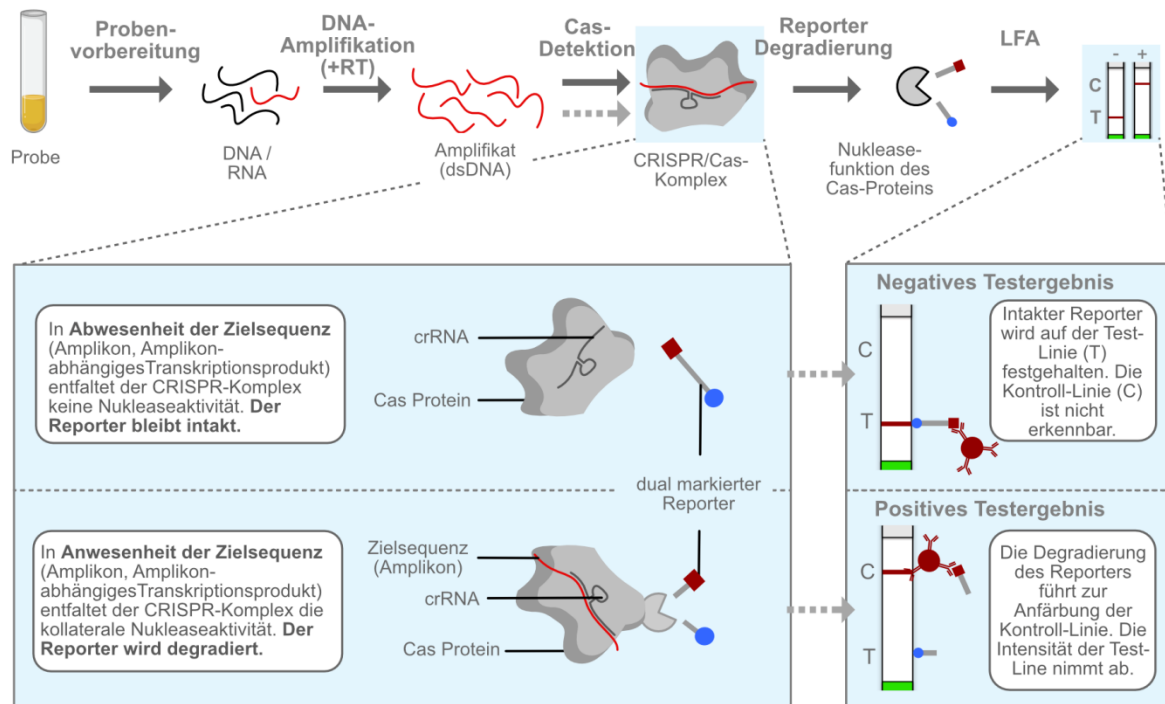 Proben-
vorbereitung
DNA-
Amplifikation
(+RT)
Cas-
Detektion
Reporter
Degradierung
LFA
- +
C
T
Probe
DNA /
RNA
Amplifikat
(dsDNA)
CRISPR/Cas-
Komplex
Nuklease-
funktion des
Cas-Proteins
In Abwesenheit der Zielsequenz
(Amplikon, Amplikon-
abhängigesTranskriptionsprodukt)
entfaltet der CRISPR-Komplex
keine Nukleaseaktivität. Der
Reporter bleibt intakt.
crRNA
Cas Protein
dual markierter
Reporter
In Anwesenheit der Zielsequenz
(Amplikon, Amplikon-
abhängigesTranskriptionsprodukt)
entfaltet der CRISPR-Komplex die
kollaterale Nukleaseaktivität. Der
Reporter wird degradiert.
Zielsequenz
(Amplikon)
crRNA
Cas Protein
Negatives Testergebnis
C
T
Intakter Reporter
wird auf der Test-
Linie (T)
festgehalten. Die
Kontroll-Linie (C)
ist nicht
erkennbar.
Positives Testergebnis
C
T
Die Degradierung
des Reporters
führt zur
Anfärbung der
Kontroll-Linie. Die
Intensität der Test-
Line nimmt ab.